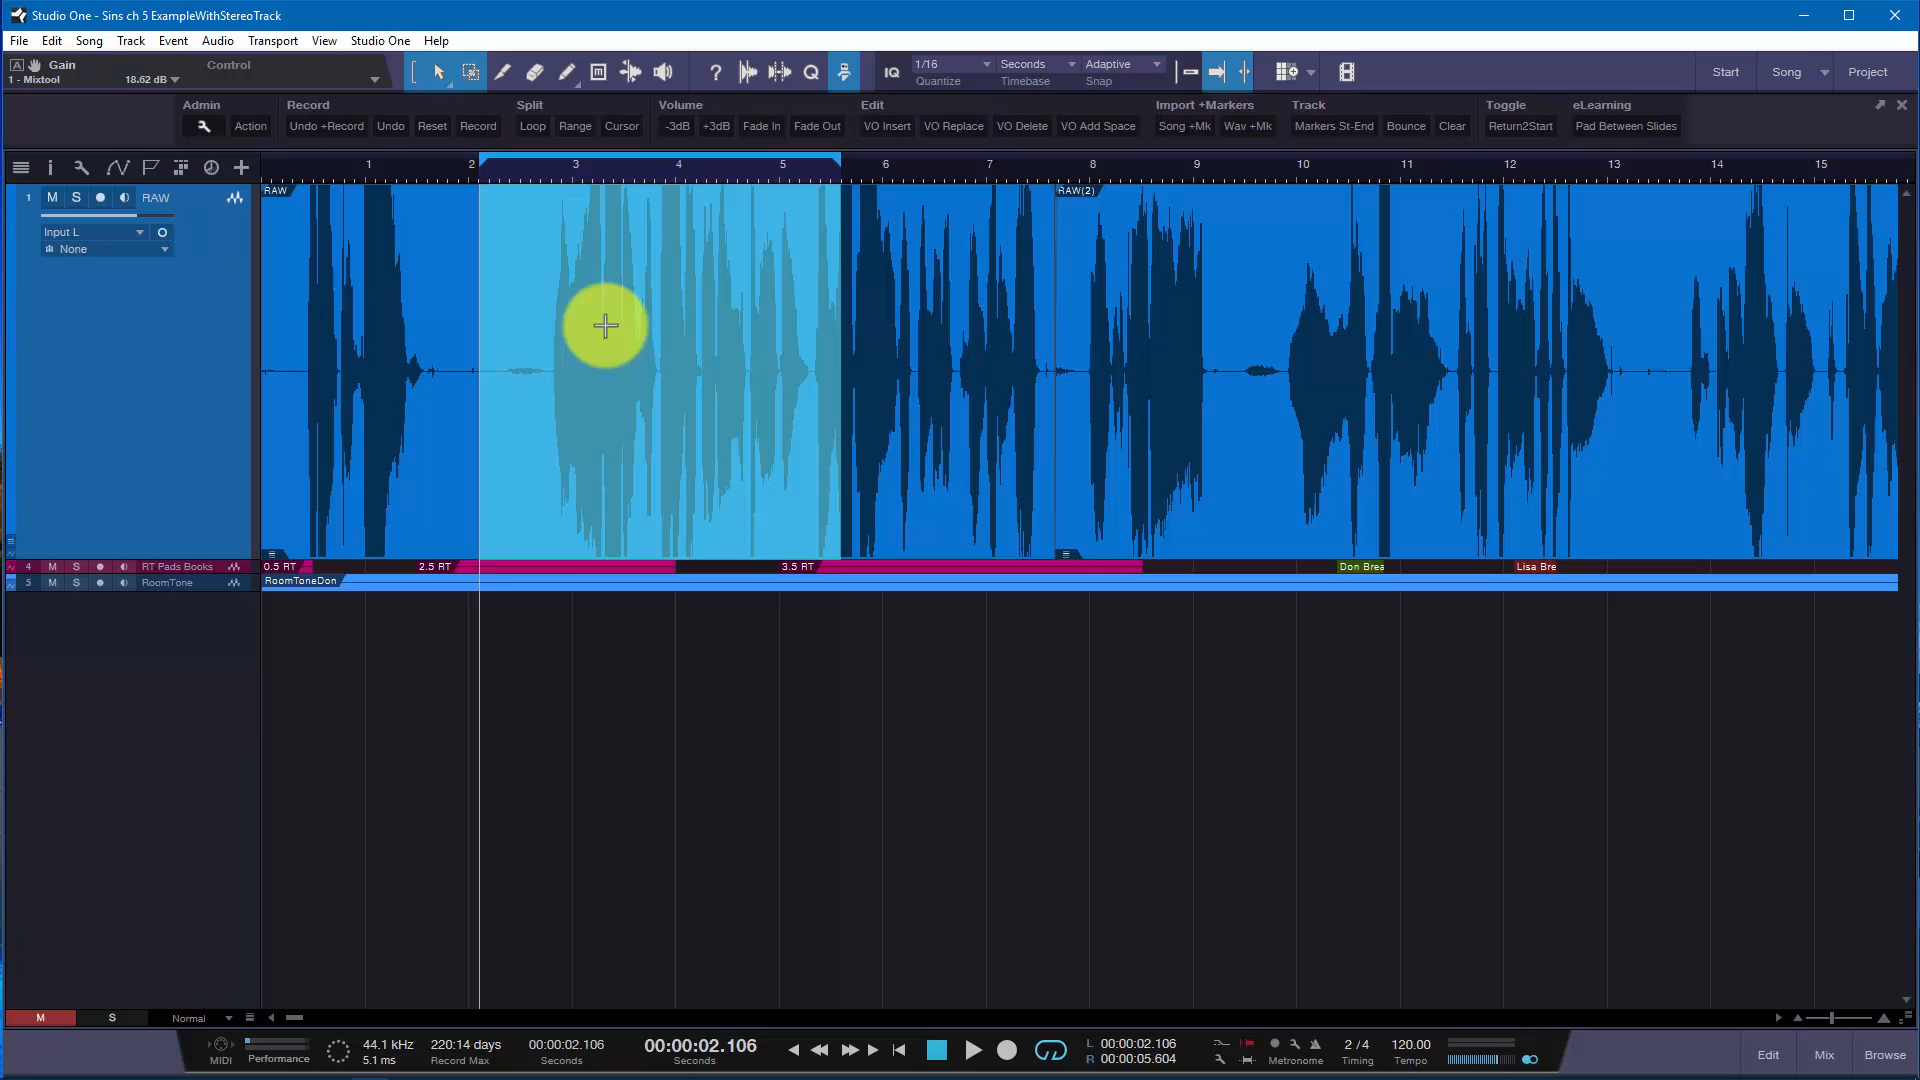 Studio One - Sins ch 5 ExampleWithStereoTrack
File Edit Song Track Event Audio Transport View Studio One Help
A Gain Control
1 - Mixtool 18.62 dB
IQ 1/16 Seconds Adaptive
Quantize Timebase Snap
Start Song Project
Admin Record Split Volume Edit Import +Markers Track Toggle eLearning
Action Undo +Record Undo Reset Record Loop Range Cursor -3dB +3dB Fade In Fade Out VO Insert VO Replace VO Delete VO Add Space Song +Mk Wav +Mk Markers St-End Bounce Clear Return2Start Pad Between Slides
1 2 3 4 5 6 7 8 9 10 11 12 13 14 15
1 M S RAW
RAW RAW(2)
Input L
None
4 M S RT Pads Books 0.5 RT 2.5 RT 3.5 RT Don Brea Lisa Bre
5 M S RoomTone RoomToneDon
M S Normal
MIDI Performance
44.1 kHz
5.1 ms
220:14 days
Record Max
00:00:02.106
Seconds
00:00:02.106
Seconds
L 00:00:02.106
R 00:00:05.604
Metronome
2 / 4
Timing
120.00
Tempo
Edit Mix Browse